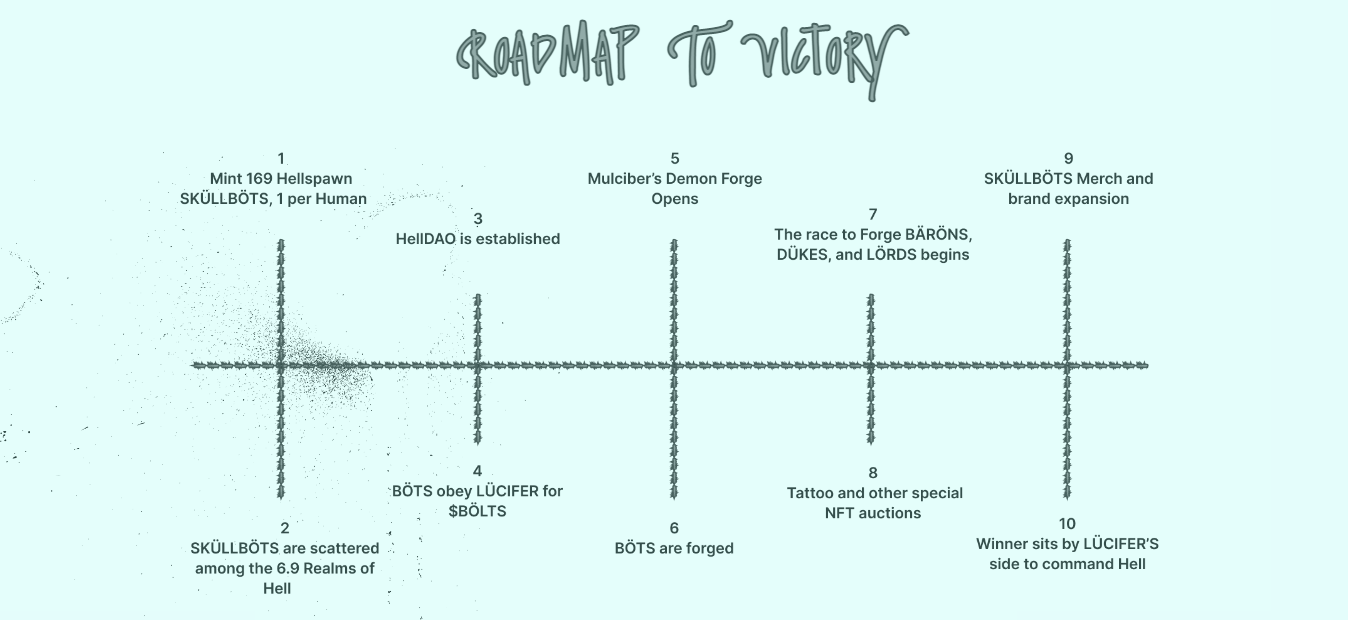 ROADMAP TO VICTORY
1
Mint 169 Hellspawn
SKÜLLBÖTS, 1 per Human
2
SKÜLLBÖTS are scattered
among the 6.9 Realms of
Hell
3
HellDAO is established
4
BÖTS obey LÜCIFER for
$BÖLTS
5
Mulciber's Demon Forge
Opens
6
BÖTS are forged
7
The race to Forge BÄRÖNS,
DÜKES, and LÖRDS begins
8
Tattoo and other special
NFT auctions
9
SKÜLLBÖTS Merch and
brand expansion
10
Winner sits by LÜCIFER'S
side to command Hell